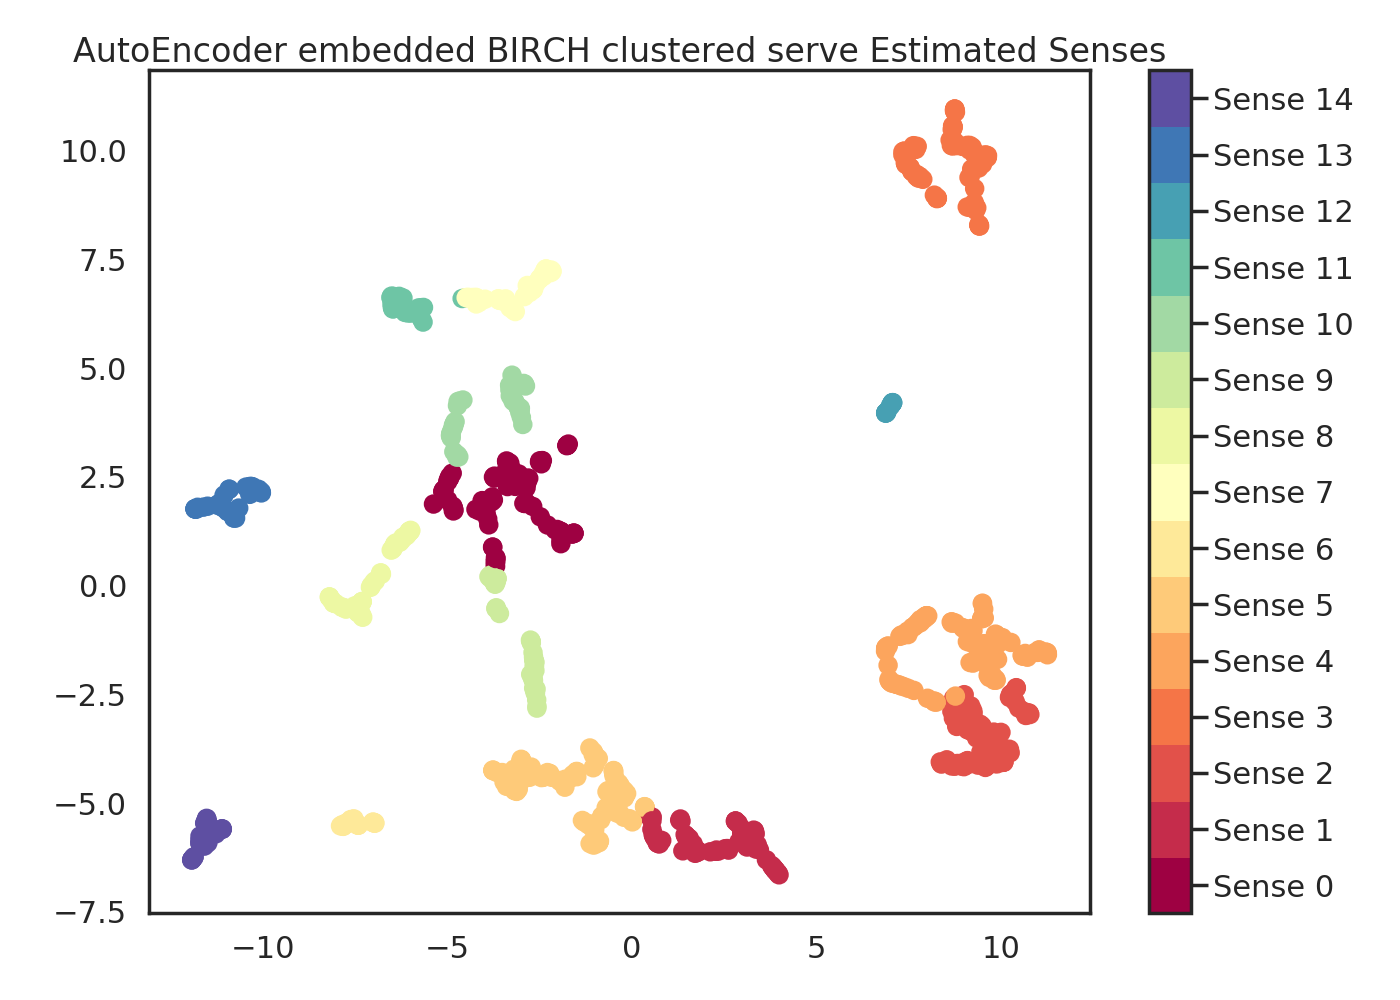 AutoEncoder embedded BIRCH clustered serve Estimated Senses
10.0
7.5
5.0
2.5
0.0
−2.5
−5.0
−7.5
−10
−5
0
5
10
Sense 14
Sense 13
Sense 12
Sense 11
Sense 10
Sense 9
Sense 8
Sense 7
Sense 6
Sense 5
Sense 4
Sense 3
Sense 2
Sense 1
Sense 0